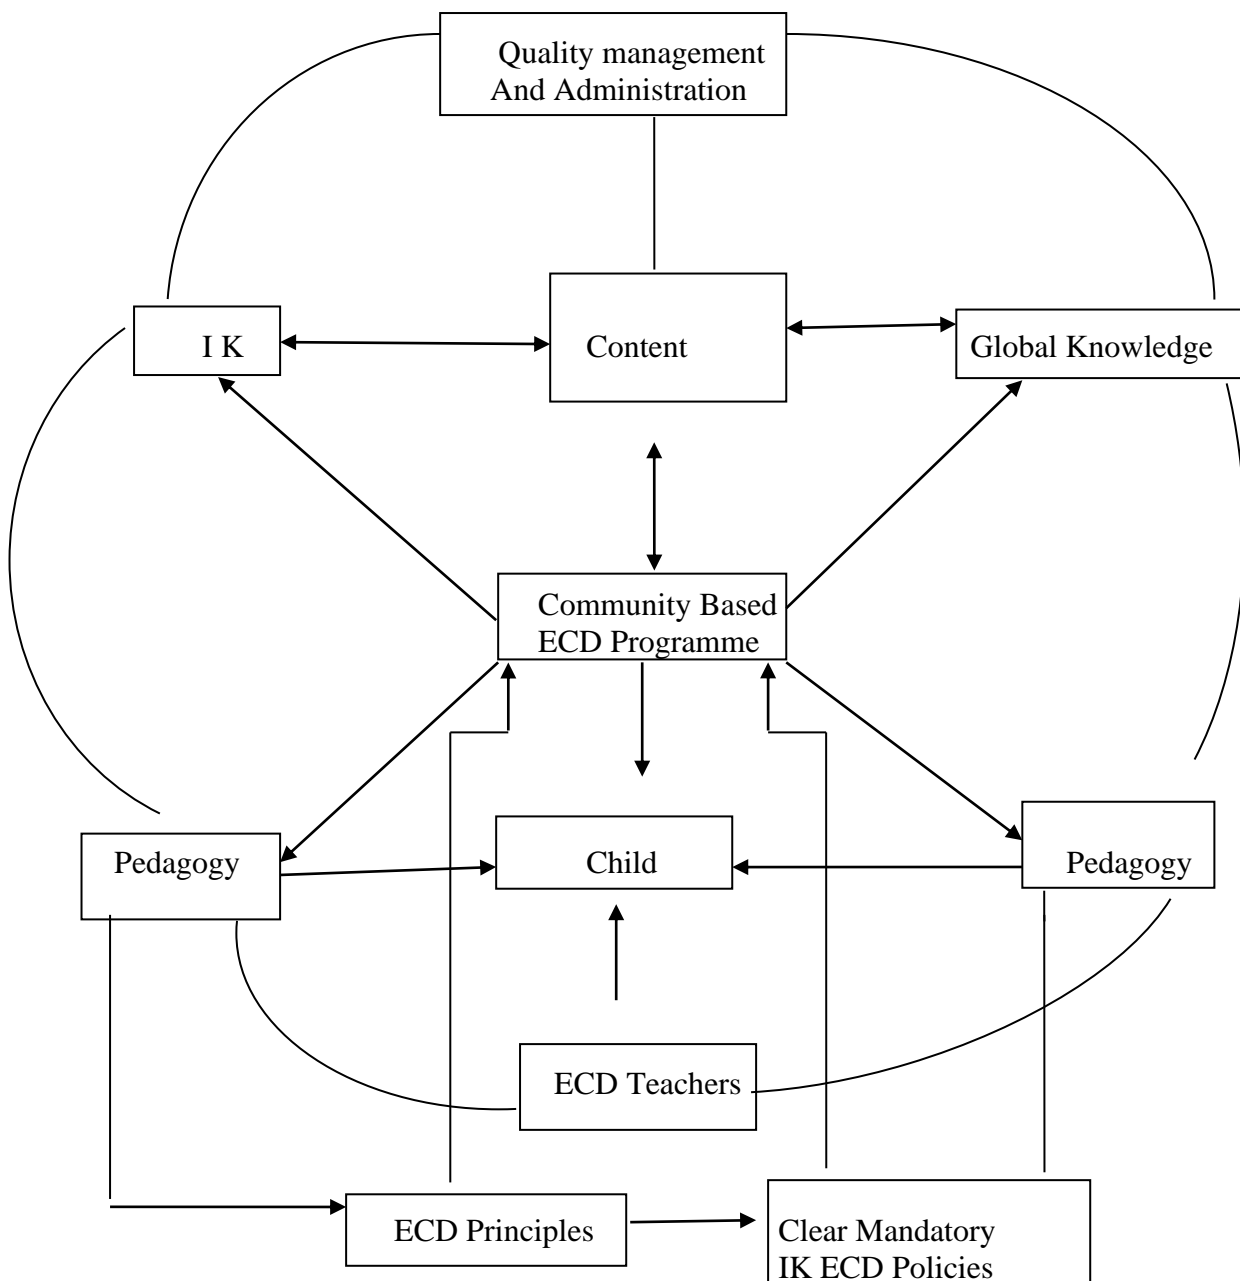 Quality management
And Administration
I K
Content
Global Knowledge
Community Based
ECD Programme
Pedagogy
Child
Pedagogy
ECD Teachers
ECD Principles
Clear Mandatory
IK ECD Policies